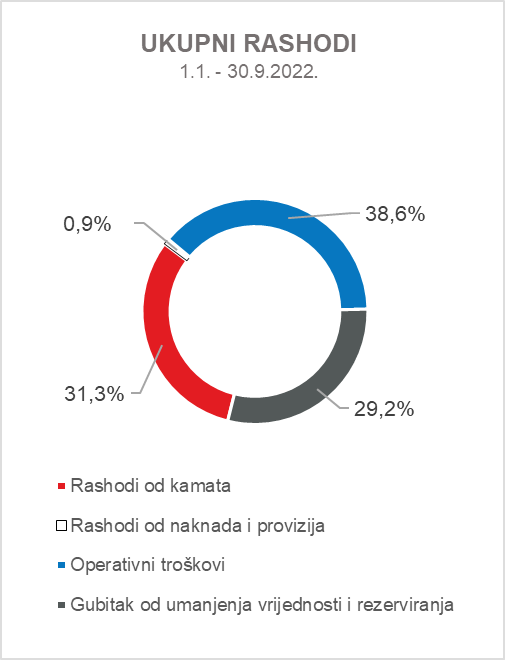 UKUPNI RASHODI
1.1. - 30.9.2022.
0,9%
38,6%
31,3%
29,2%
Rashodi od kamata
Rashodi od naknada i provizija
Operativni troškovi
Gubitak od umanjenja vrijednosti i rezerviranja